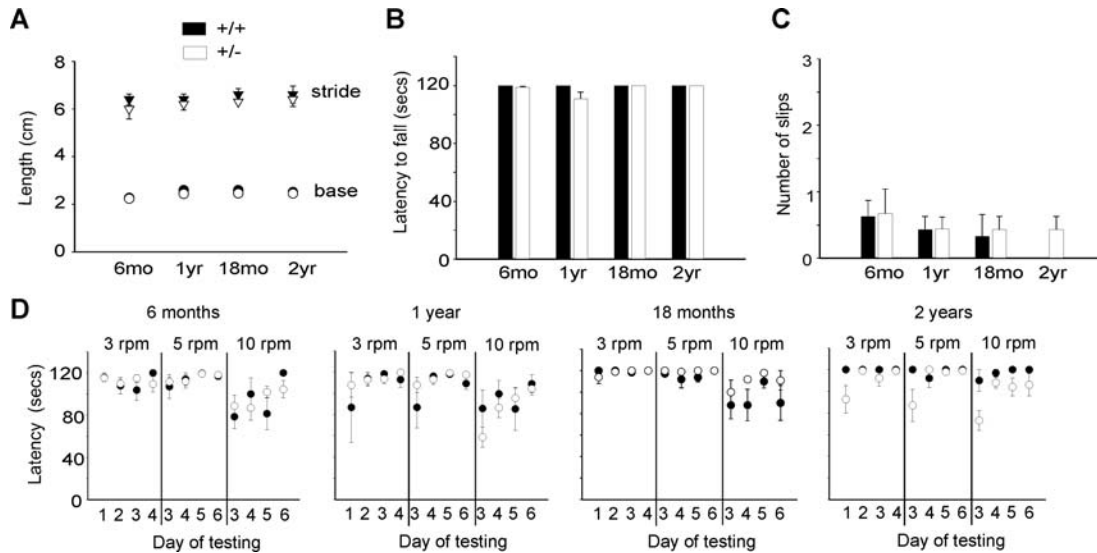 A
+/+
+/-
8
6
4
2
0
Length (cm)
stride
base
6mo 1yr 18mo 2yr
B
120
80
40
0
Latency to fall (secs)
6mo 1yr 18mo 2yr
C
3
2
1
0
Number of slips
6mo 1yr 18mo 2yr
D
6 months
3 rpm 5 rpm 10 rpm
120
80
40
0
Latency (secs)
1 2 3 4 3 4 5 6 3 4 5 6
Day of testing
1 year
3 rpm 5 rpm 10 rpm
1 2 3 4 3 4 5 6 3 4 5 6
Day of testing
18 months
3 rpm 5 rpm 10 rpm
1 2 3 4 3 4 5 6 3 4 5 6
Day of testing
2 years
3 rpm 5 rpm 10 rpm
1 2 3 4 3 4 5 6 3 4 5 6
Day of testing